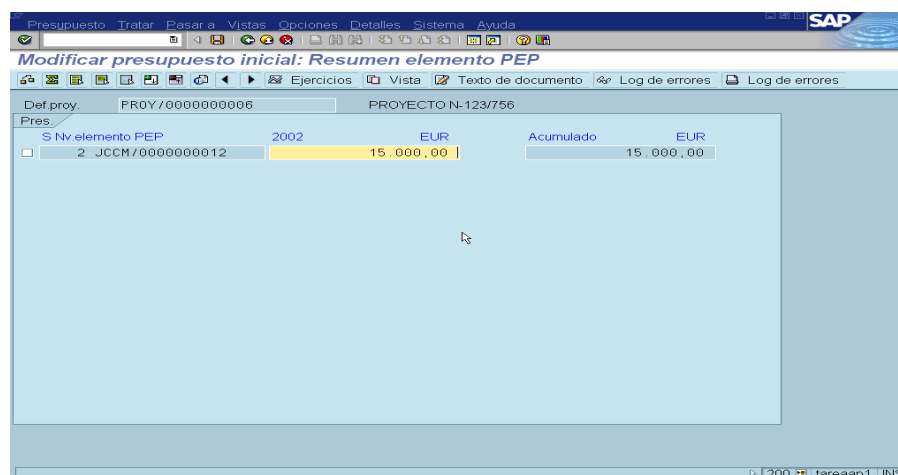 Presupuesto Tratar Pasar a Vistas Opciones Detalles Sistema Ayuda
SAP
Modificar presupuesto inicial: Resumen elemento PEP
Ejercicios Vista Texto de documento Log de errores Log de errores
Def.proy. PROY/0000000006 PROYECTO N-123/756
Pres.
S Nv.elemento PEP 2002 EUR Acumulado EUR
2 JCCM/0000000012 15.000,00 15.000,00
200 tareaap1 INS